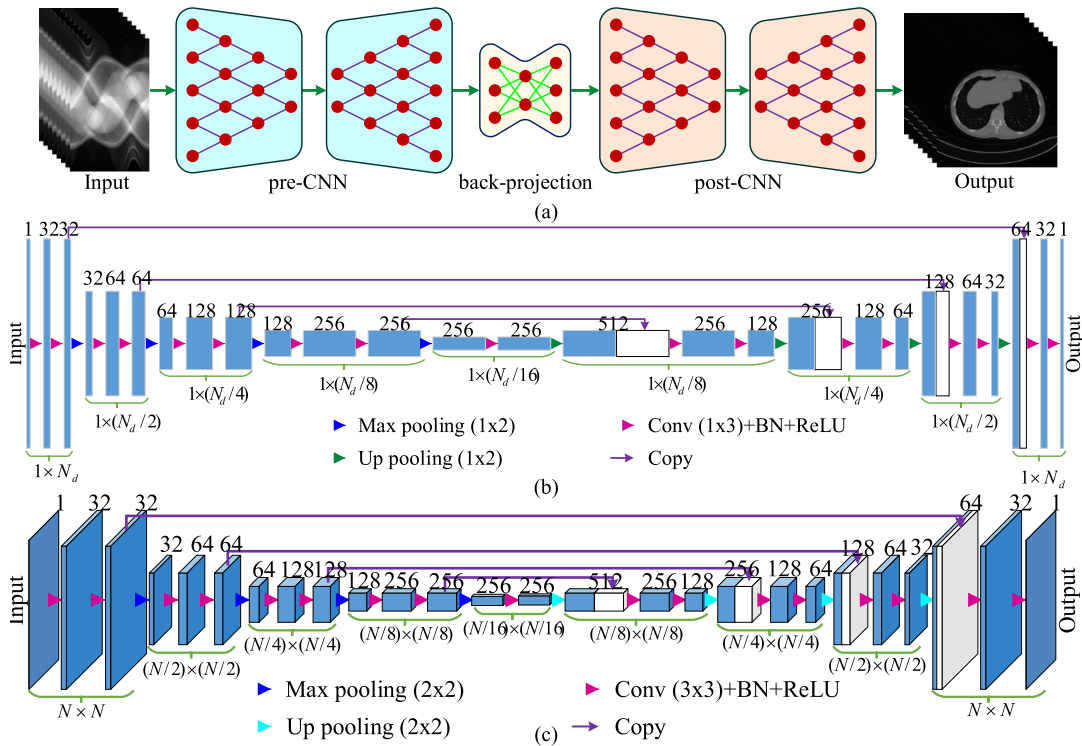 Input pre-CNN back-projection post-CNN Output
(a)
1 32 32 64 32 1
32 64 64 128 64 32
64 128 128 128 256 256 256 256 512 256 128 256 128 64
Input Output
1×(N_d/2) 1×(N_d/4) 1×(N_d/8) 1×(N_d/16) 1×(N_d/8) 1×(N_d/4) 1×(N_d/2)
Max pooling (1x2) Conv (1x3)+BN+ReLU
Up pooling (1x2) Copy
1×N_d 1×N_d
(b)
1 32 32 64 32 1
32 64 64 128 64 32
64 128 128 128 256 256 256 256 512 256 128 256 128 64
Input Output
(N/2)×(N/2) (N/4)×(N/4) (N/8)×(N/8) (N/16)×(N/16) (N/8)×(N/8) (N/4)×(N/4) (N/2)×(N/2)
Max pooling (2x2) Conv (3x3)+BN+ReLU
N×N N×N
Up pooling (2x2) Copy
(c)